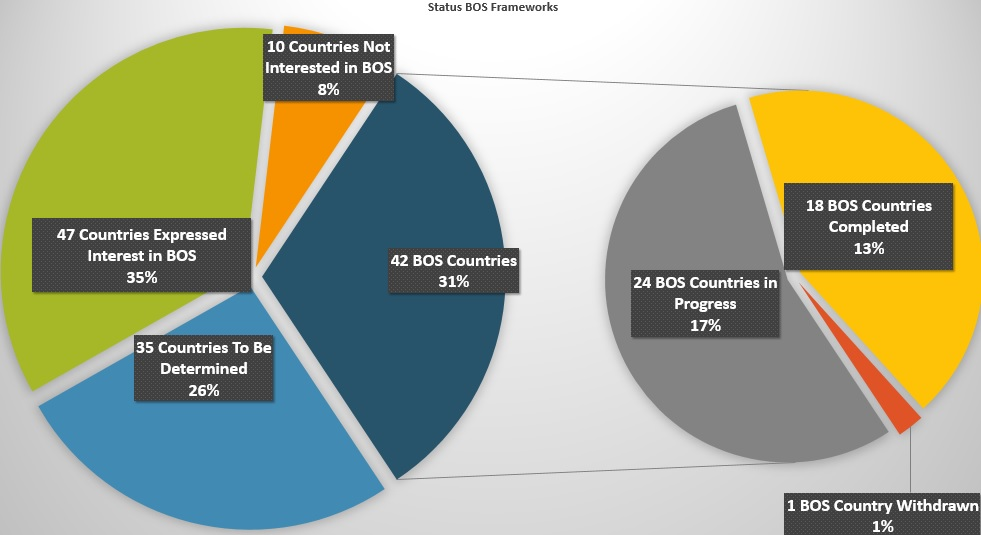 Status BOS Frameworks
10 Countries Not
Interested in BOS
8%
47 Countries Expressed
Interest in BOS
35%
42 BOS Countries
31%
35 Countries To Be
Determined
26%
18 BOS Countries
Completed
13%
24 BOS Countries in
Progress
17%
1 BOS Country Withdrawn
1%